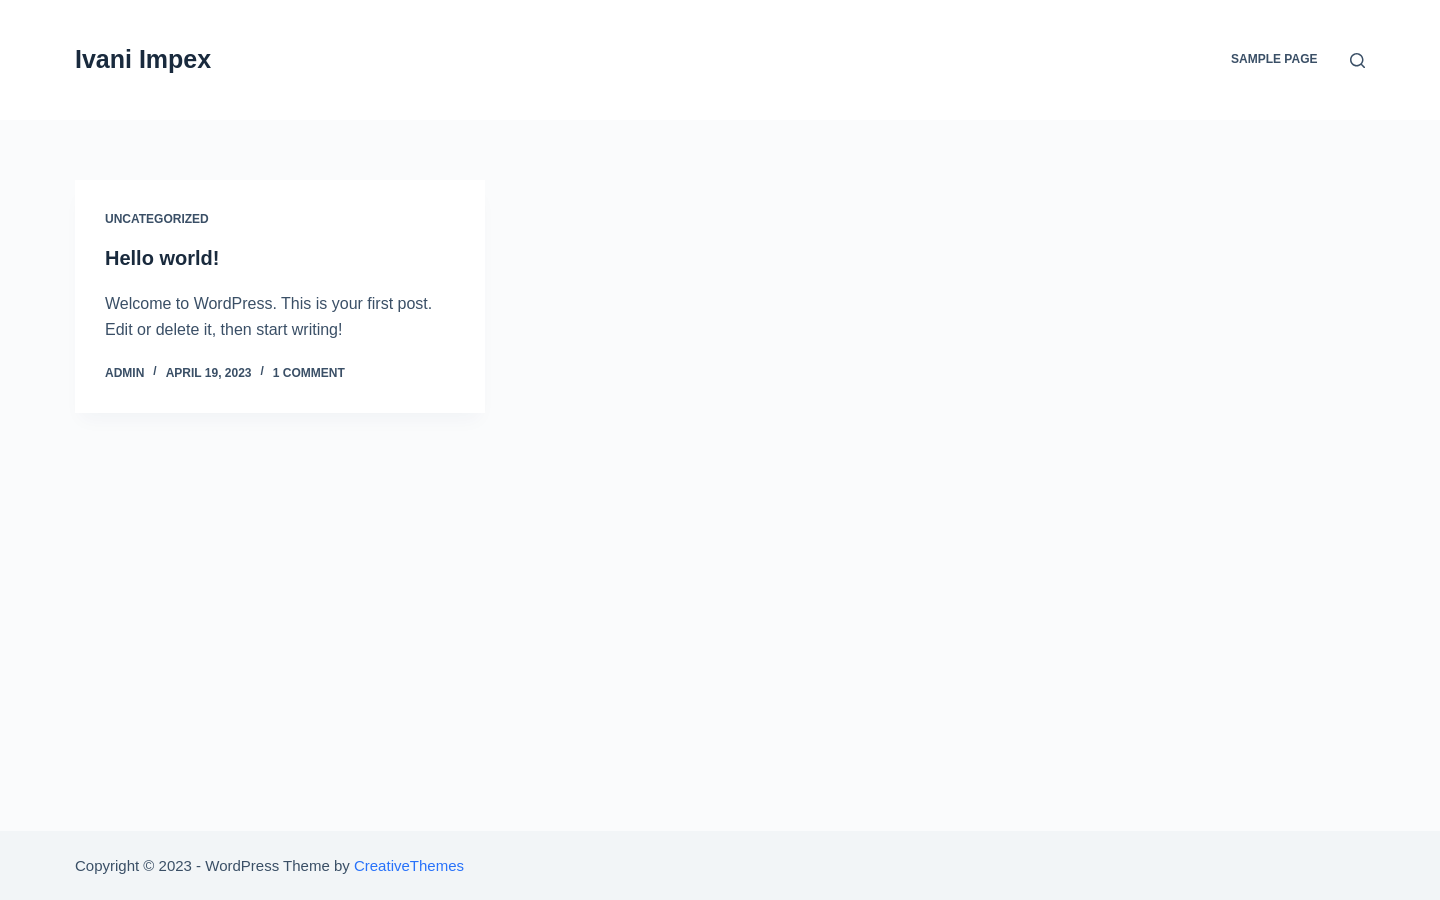 Ivani Impex
SAMPLE PAGE
UNCATEGORIZED
Hello world!
Welcome to WordPress. This is your first post.
Edit or delete it, then start writing!
ADMIN / APRIL 19, 2023 / 1 COMMENT
Copyright © 2023 - WordPress Theme by CreativeThemes